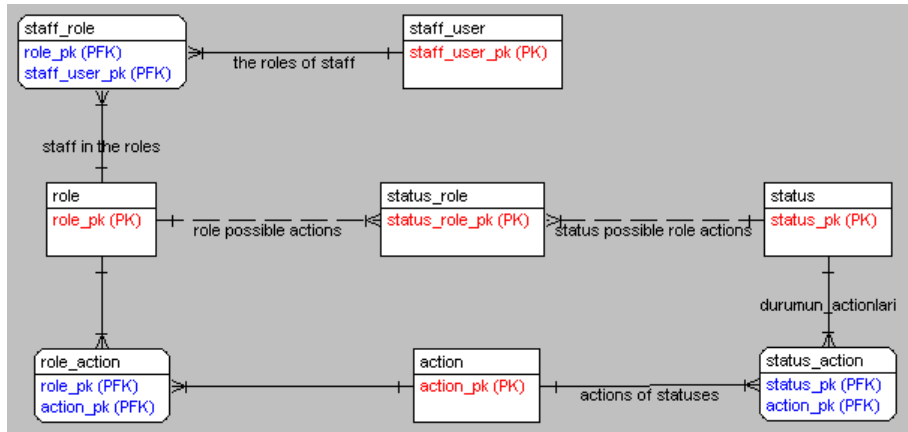 staff_role
role_pk (PFK)
staff_user_pk (PFK)
staff_user
staff_user_pk (PK)
the roles of staff
staff in the roles
role
role_pk (PK)
status_role
status_role_pk (PK)
status
status_pk (PK)
role possible actions
status possible role actions
durumun_actionlari
role_action
role_pk (PFK)
action_pk (PFK)
action
action_pk (PK)
actions of statuses
status_action
status_pk (PFK)
action_pk (PFK)